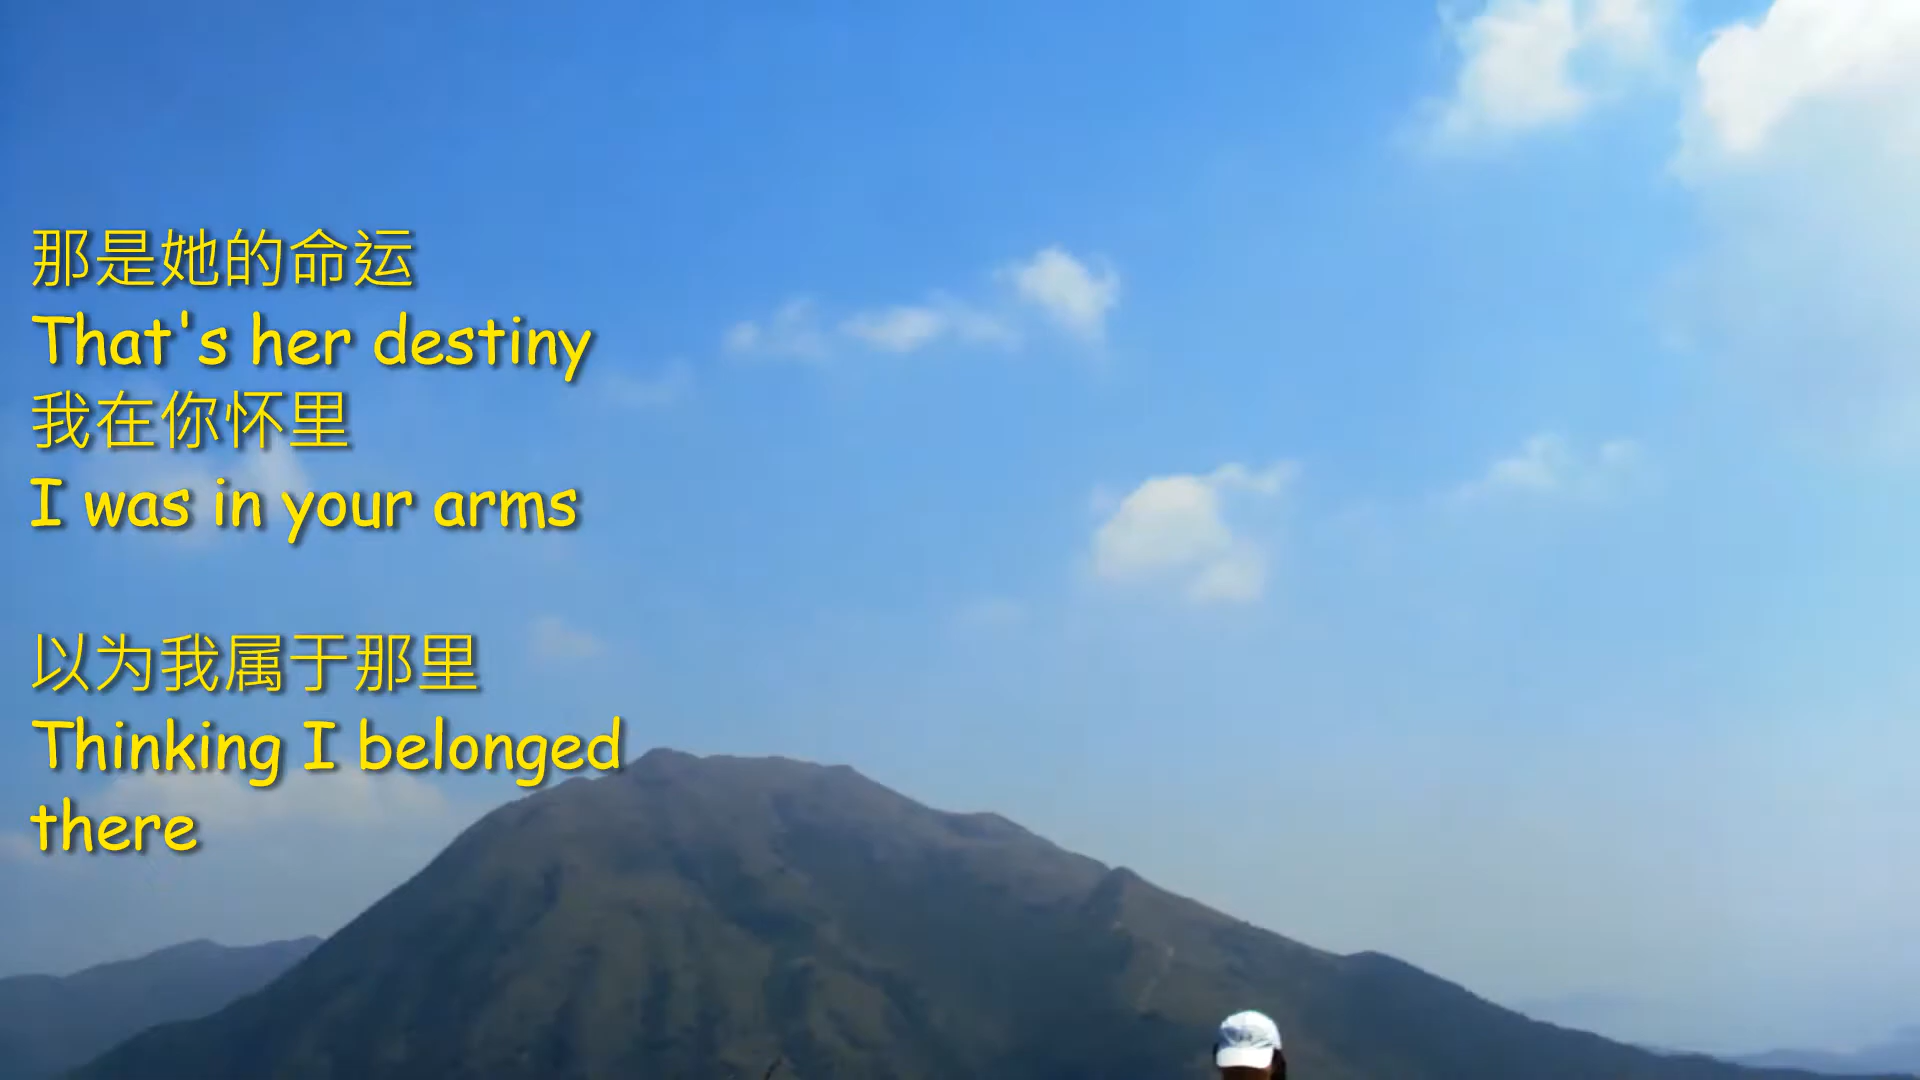 那是她的命运
That's her destiny
我在你怀里
I was in your arms
以为我属于那里
Thinking I belonged
there